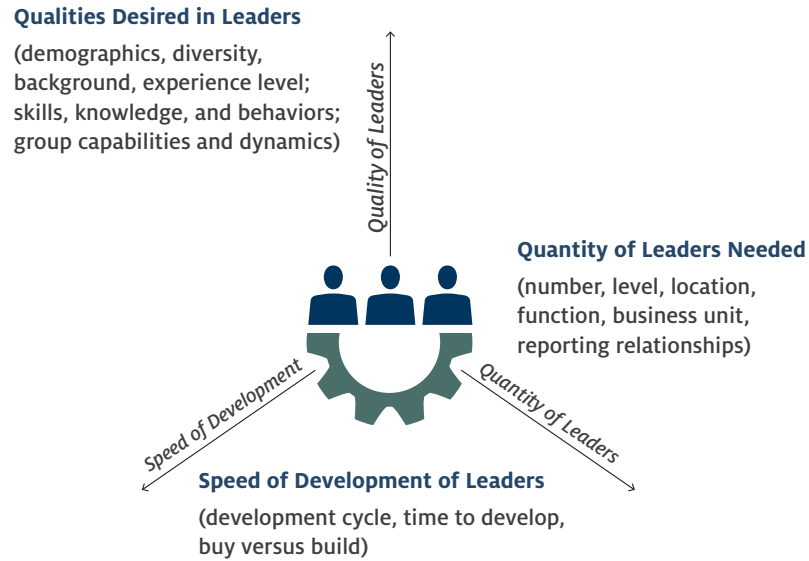 Qualities Desired in Leaders
(demographics, diversity,
background, experience level;
skills, knowledge, and behaviors;
group capabilities and dynamics)
Quality of Leaders
Quantity of Leaders Needed
(number, level, location,
function, business unit,
reporting relationships)
Speed of Development
Quantity of Leaders
Speed of Development of Leaders
(development cycle, time to develop,
buy versus build)